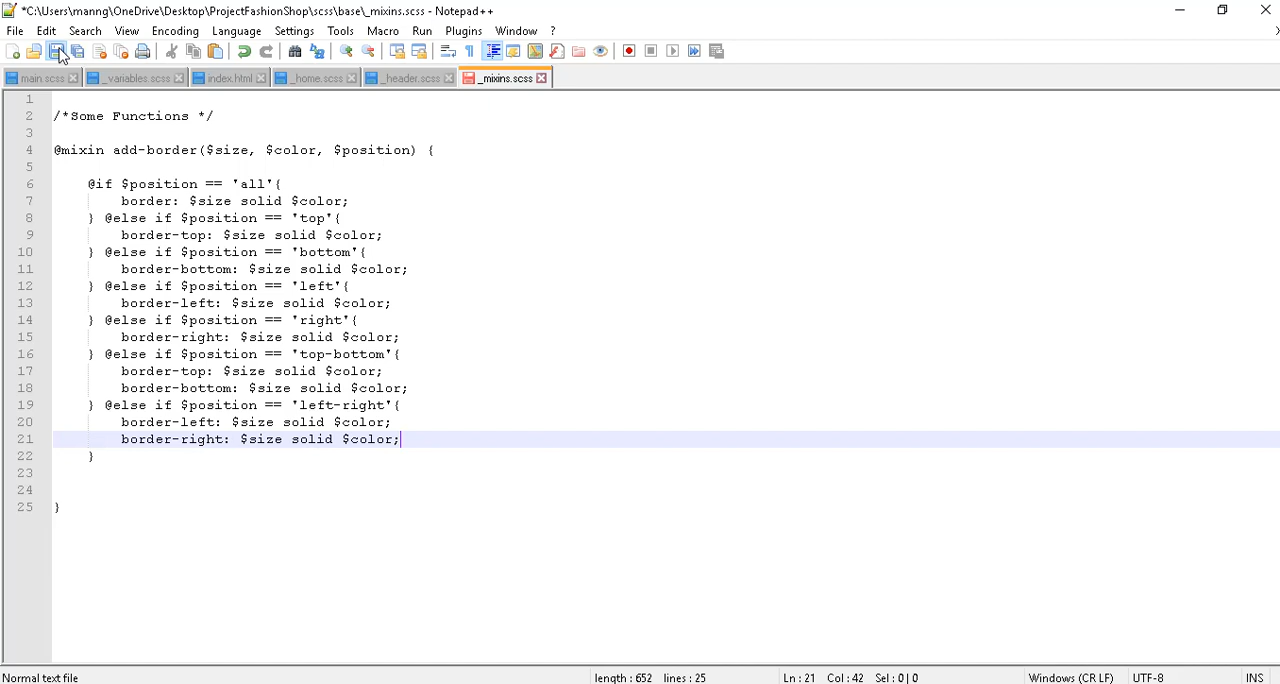 *C:\Users\manng\OneDrive\Desktop\ProjectFashionShop\scss\base\_mixins.scss - Notepad++
File Edit Search View Encoding Language Settings Tools Macro Run Plugins Window ?
main.scss _variables.scss index.html _home.scss _header.scss _mixins.scss
1
2 /*Some Functions */
3
4 @mixin add-border($size, $color, $position) {
5
6 @if $position == 'all'{
7 border: $size solid $color;
8 } @else if $position == 'top'{
9 border-top: $size solid $color;
10 } @else if $position == 'bottom'{
11 border-bottom: $size solid $color;
12 } @else if $position == 'left'{
13 border-left: $size solid $color;
14 } @else if $position == 'right'{
15 border-right: $size solid $color;
16 } @else if $position == 'top-bottom'{
17 border-top: $size solid $color;
18 border-bottom: $size solid $color;
19 } @else if $position == 'left-right'{
20 border-left: $size solid $color;
21 border-right: $size solid $color;
22 }
23
24
25 }
Normal text file length : 652 lines : 25 Ln : 21 Col : 42 Sel : 0 | 0 Windows (CR LF) UTF-8 INS